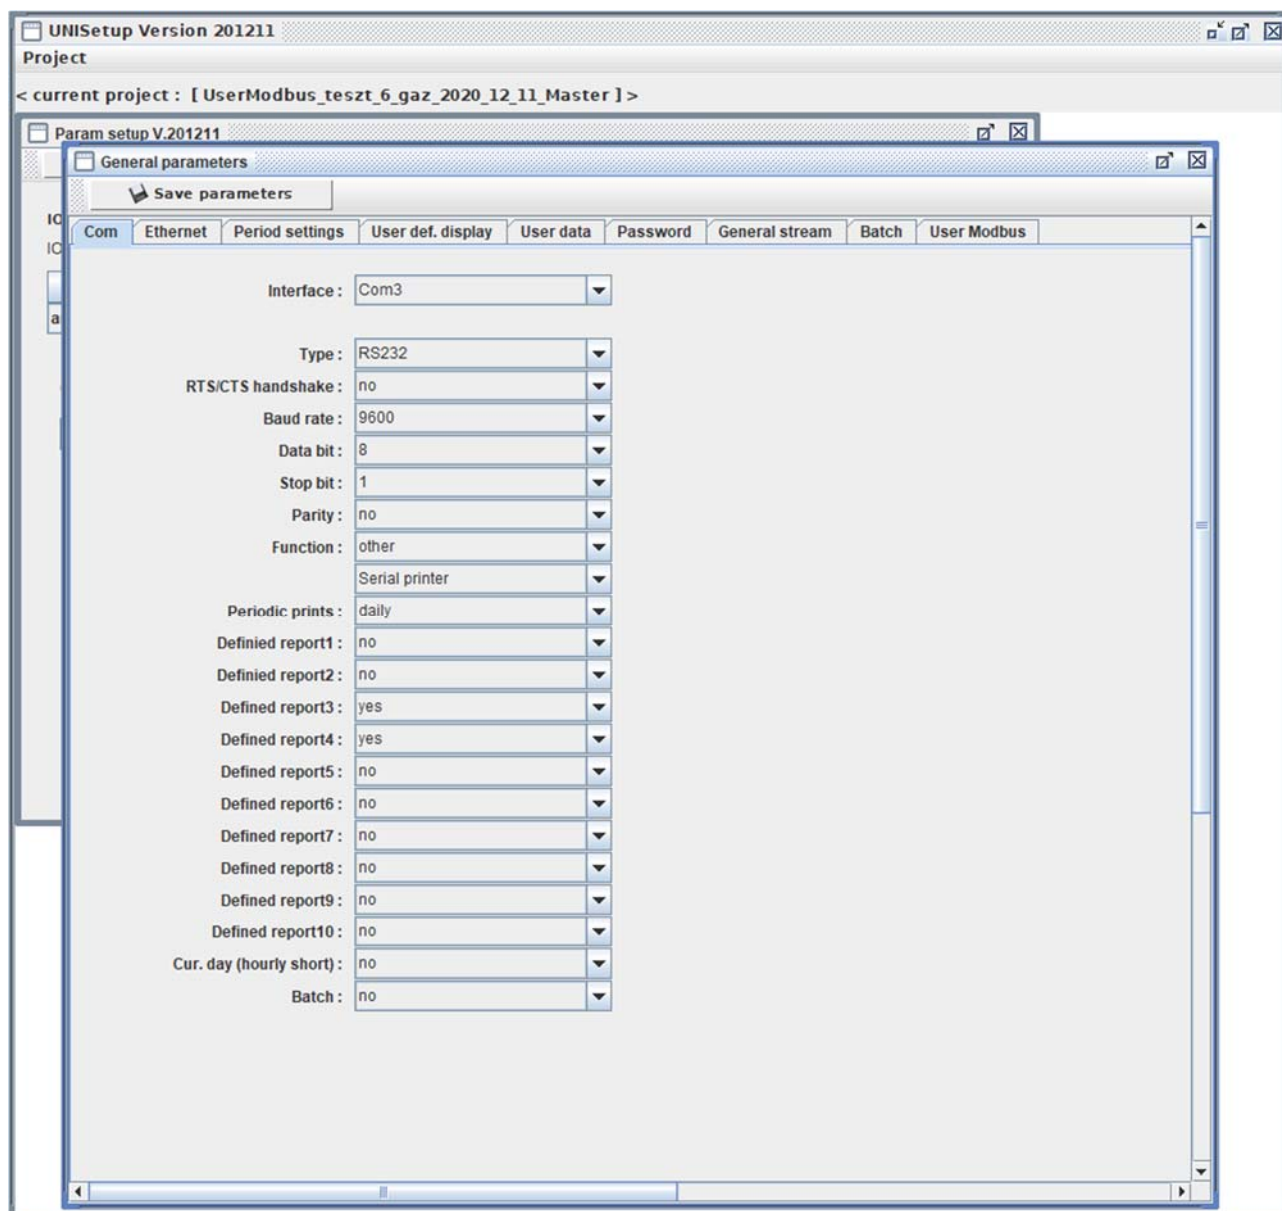 UNISetup Version 201211
Project
< current project : [ UserModbus_teszt_6_gaz_2020_12_11_Master ] >
Param setup V.201211
General parameters
Save parameters
Com Ethernet Period settings User def. display User data Password General stream Batch User Modbus
Interface : Com3
Type : RS232
RTS/CTS handshake : no
Baud rate : 9600
Data bit : 8
Stop bit : 1
Parity : no
Function : other
Serial printer
Periodic prints : daily
Definied report1 : no
Definied report2 : no
Defined report3 : yes
Defined report4 : yes
Defined report5 : no
Defined report6 : no
Defined report7 : no
Defined report8 : no
Defined report9 : no
Defined report10 : no
Cur. day (hourly short) : no
Batch : no